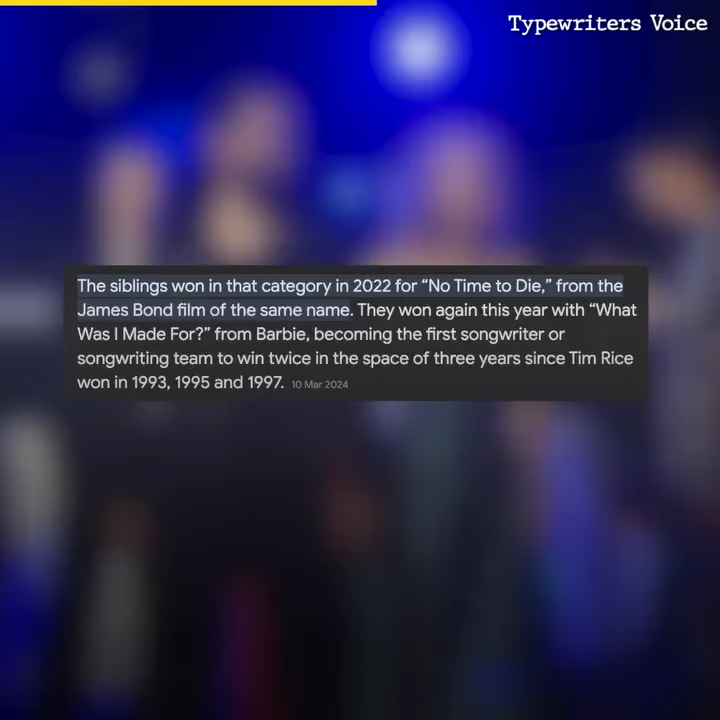 Typewriters Voice
The siblings won in that category in 2022 for “No Time to Die,” from the
James Bond film of the same name. They won again this year with “What
Was I Made For?” from Barbie, becoming the first songwriter or
songwriting team to win twice in the space of three years since Tim Rice
won in 1993, 1995 and 1997. 10 Mar 2024